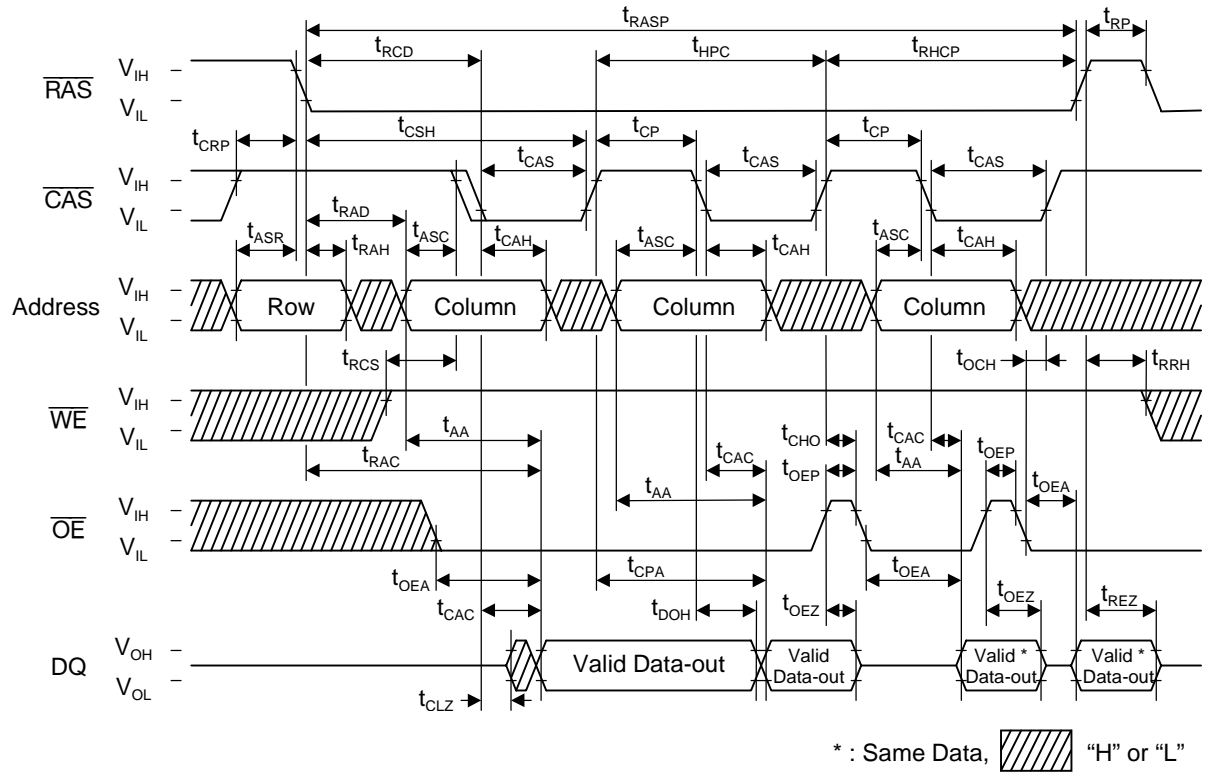 tRASP
tRP
tRCD
tHPC
tRHCP
RAS
VIH
VIL
tCRP
tCSH
tCP
tCP
tCAS
tCAS
tCAS
CAS
VIH
VIL
tRAD
tASR
tRAH
tASC
tCAH
tASC
tCAH
tASC
tCAH
Address
VIH
VIL
Row
Column
Column
Column
tRCS
tOCH
tRRH
WE
VIH
VIL
tAA
tCHO
tCAC
tOEP
tRAC
tCAC
tOEP
tAA
tOEA
tAA
OE
VIH
VIL
tOEA
tCPA
tOEA
tCAC
tDOH
tOEZ
tOEZ
tREZ
DQ
VOH
VOL
Valid Data-out
Valid
Data-out
Valid *
Data-out
Valid *
Data-out
tCLZ
* : Same Data,
“H” or “L”